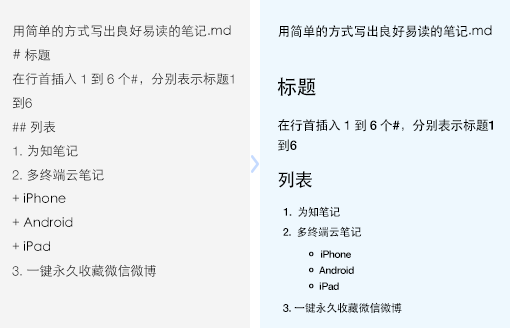 用简单的方式写出良好易读的笔记.md
# 标题
在行首插入 1 到 6 个#，分别表示标题1
到6
## 列表
1. 为知笔记
2. 多终端云笔记
+ iPhone
+ Android
+ iPad
3. 一键永久收藏微信微博
用简单的方式写出良好易读的笔记.md
标题
在行首插入 1 到 6 个#，分别表示标题1
到6
列表
1. 为知笔记
2. 多终端云笔记
iPhone
Android
iPad
3. 一键永久收藏微信微博